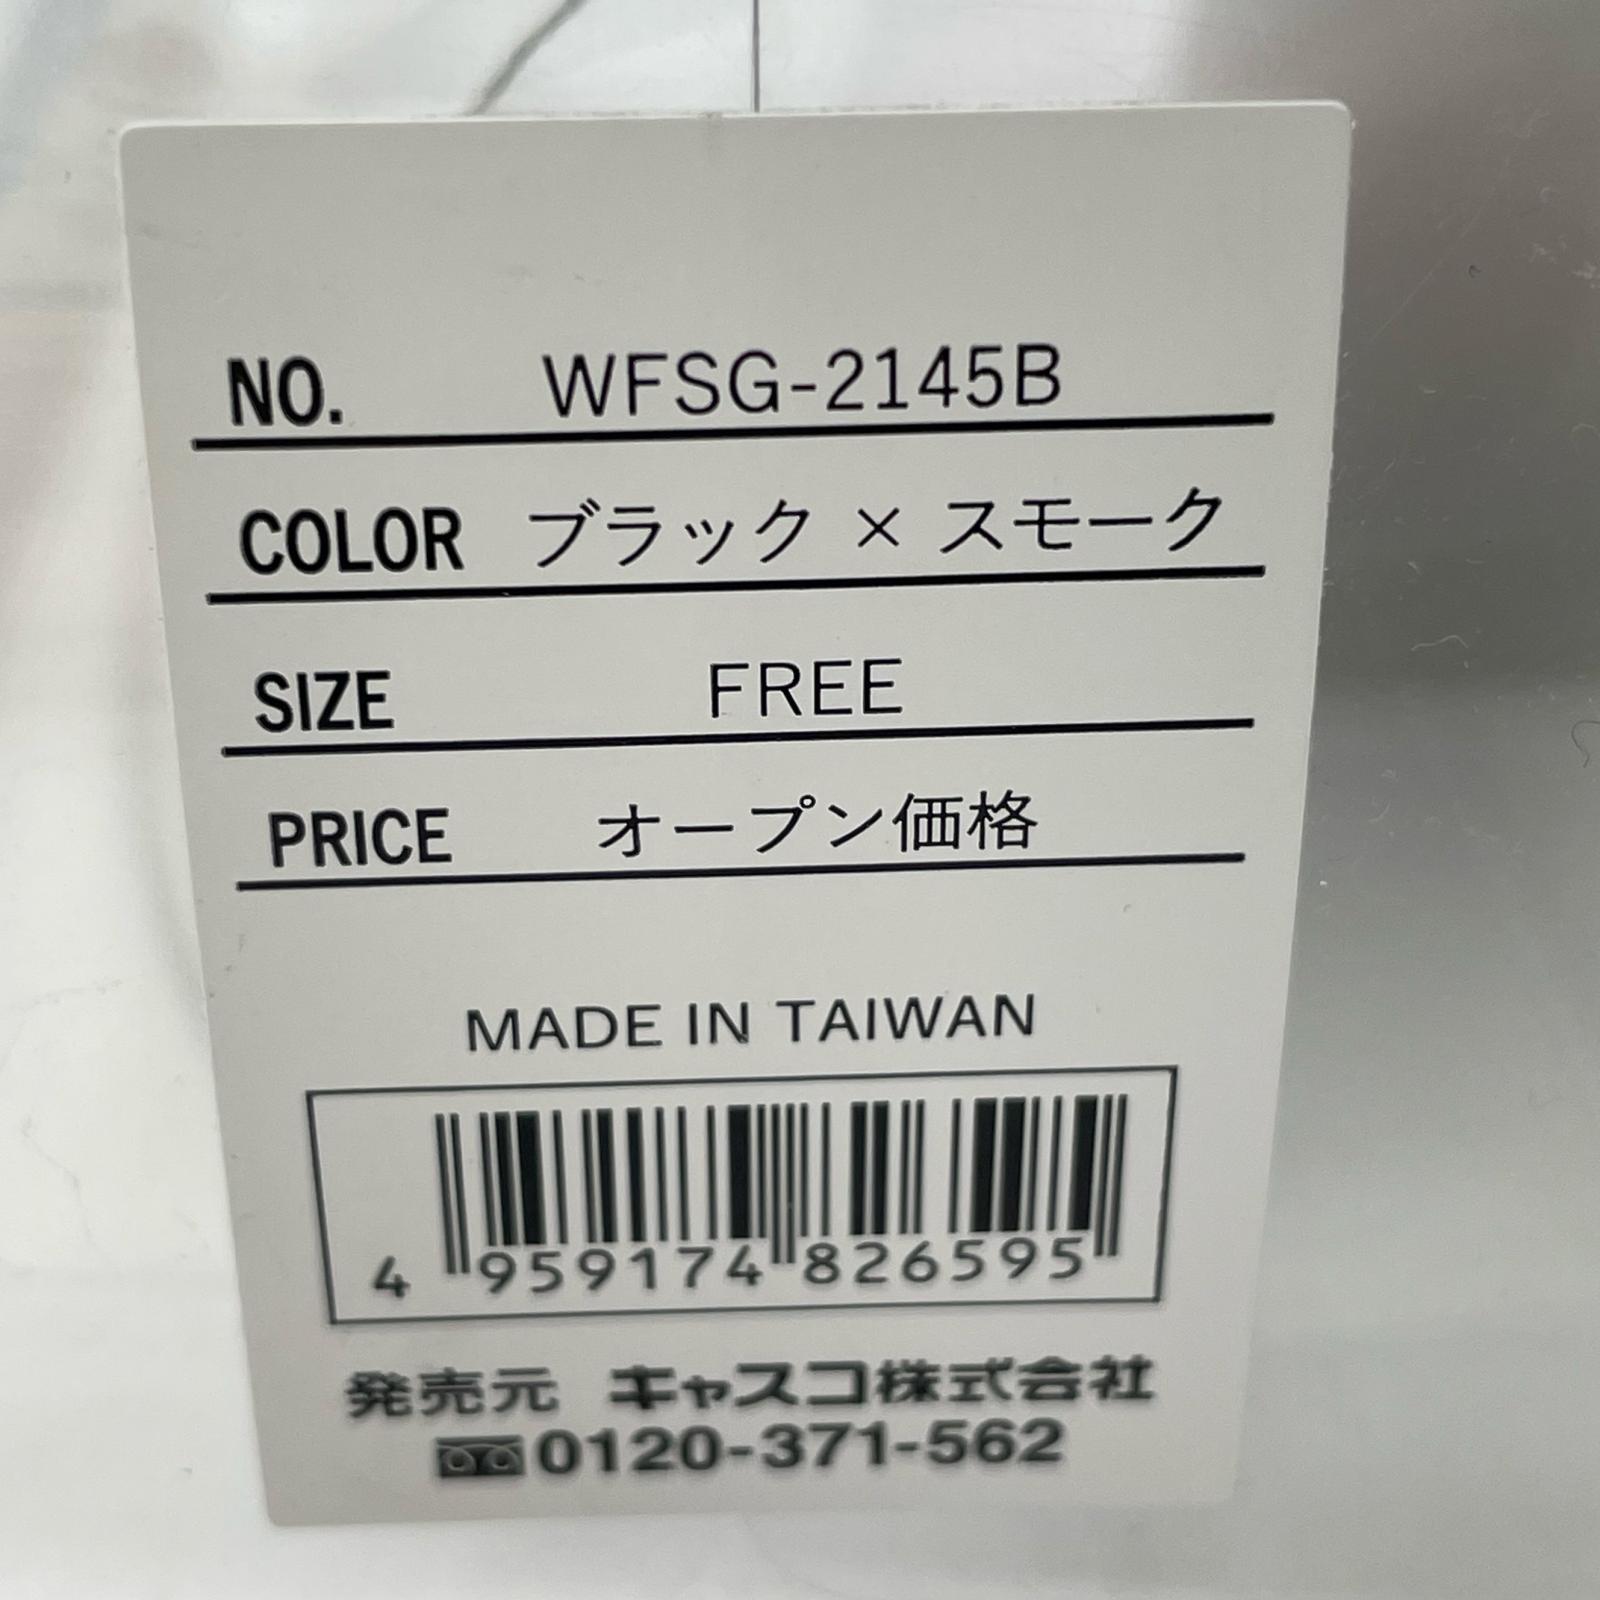 NO. WFSG-2145B
COLOR ブラック × スモーク
SIZE FREE
PRICE オープン価格
MADE IN TAIWAN
4 959174 826595
発売元 キャスコ株式会社
0120-371-562